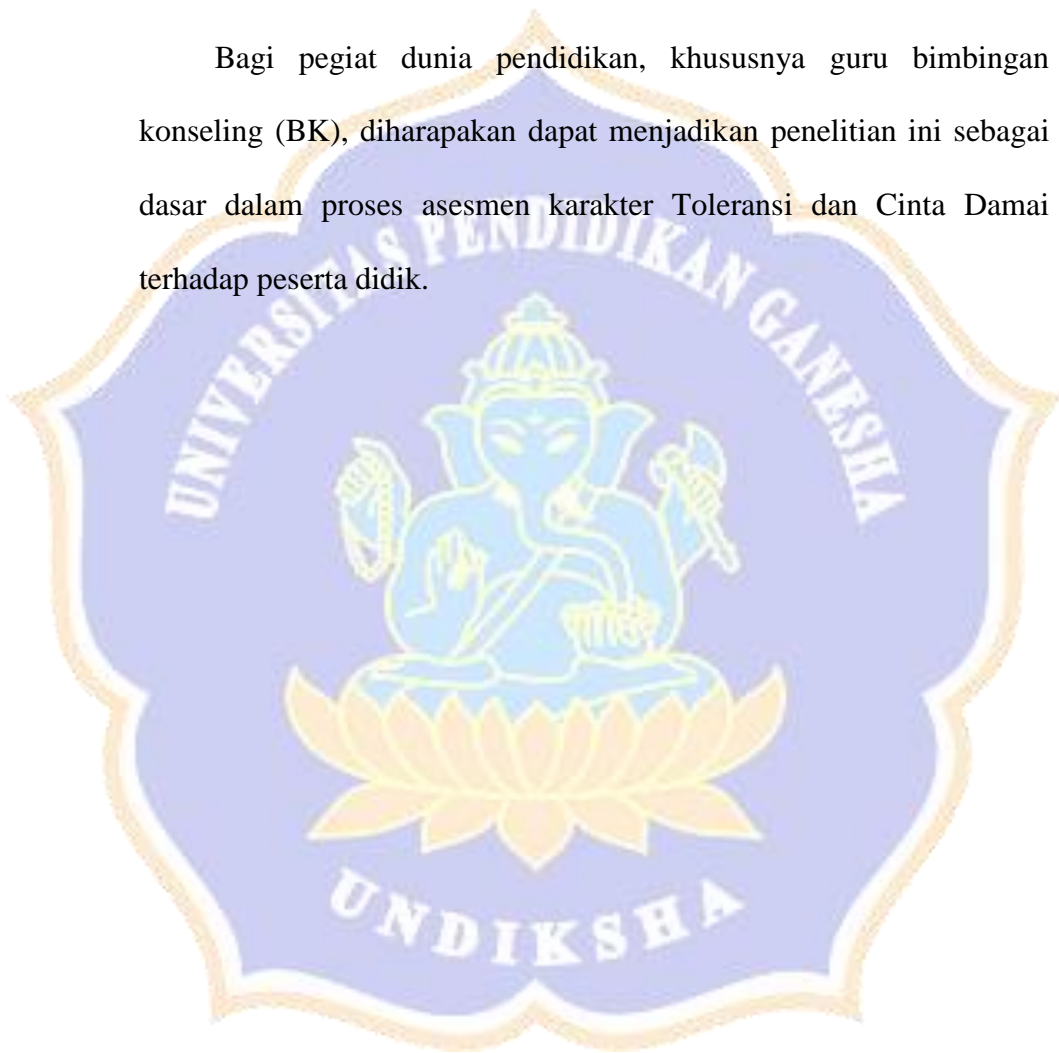 Bagi pegiat dunia pendidikan, khususnya guru bimbingan
konseling (BK), diharapakan dapat menjadikan penelitian ini sebagai
dasar dalam proses asesmen karakter Toleransi dan Cinta Damai
terhadap peserta didik.
UNIVERSITAS PENDIDIKAN GANESHA
UNDIKSHA